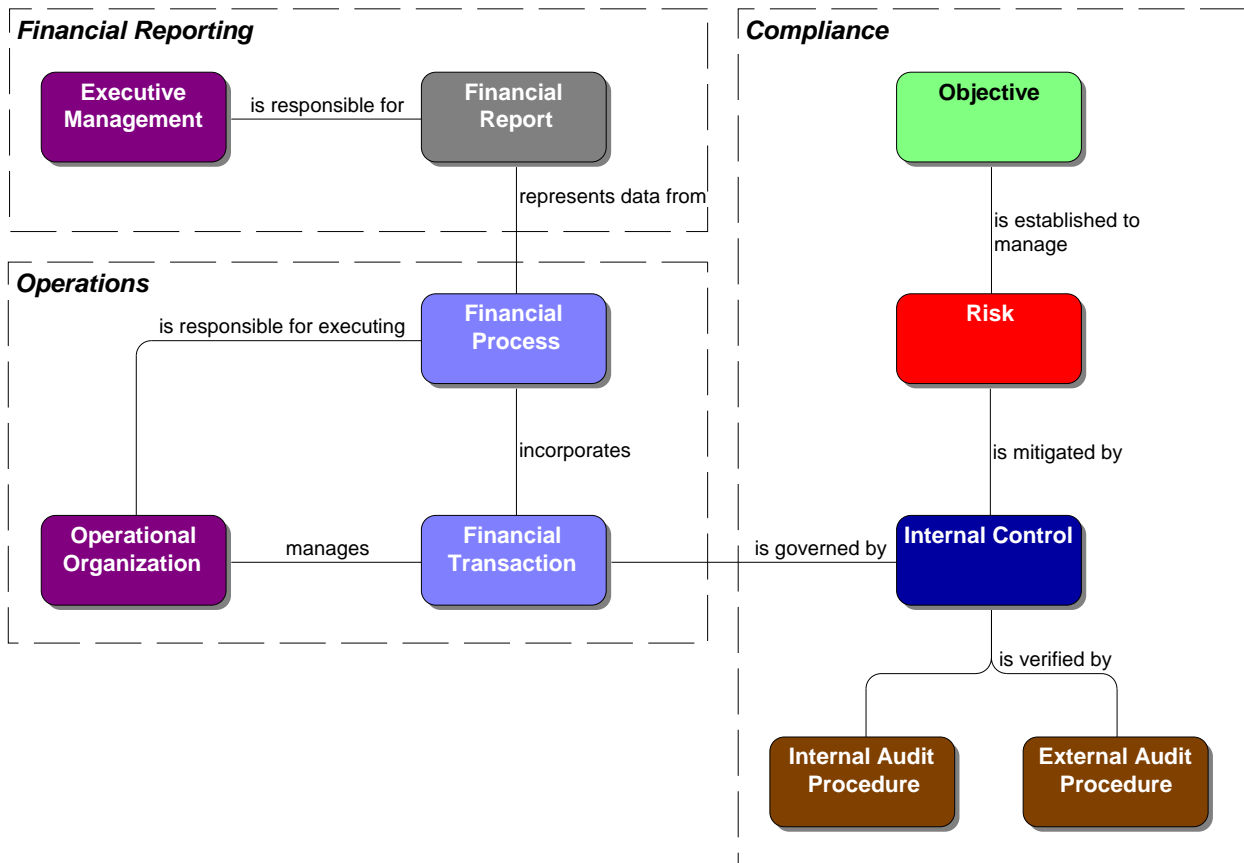 Financial Reporting
Executive
Management
is responsible for
Financial
Report
represents data from
Operations
is responsible for executing
Financial
Process
incorporates
Operational
Organization
manages
Financial
Transaction
is governed by
Compliance
Objective
is established to
manage
Risk
is mitigated by
Internal Control
is verified by
Internal Audit
Procedure
External Audit
Procedure